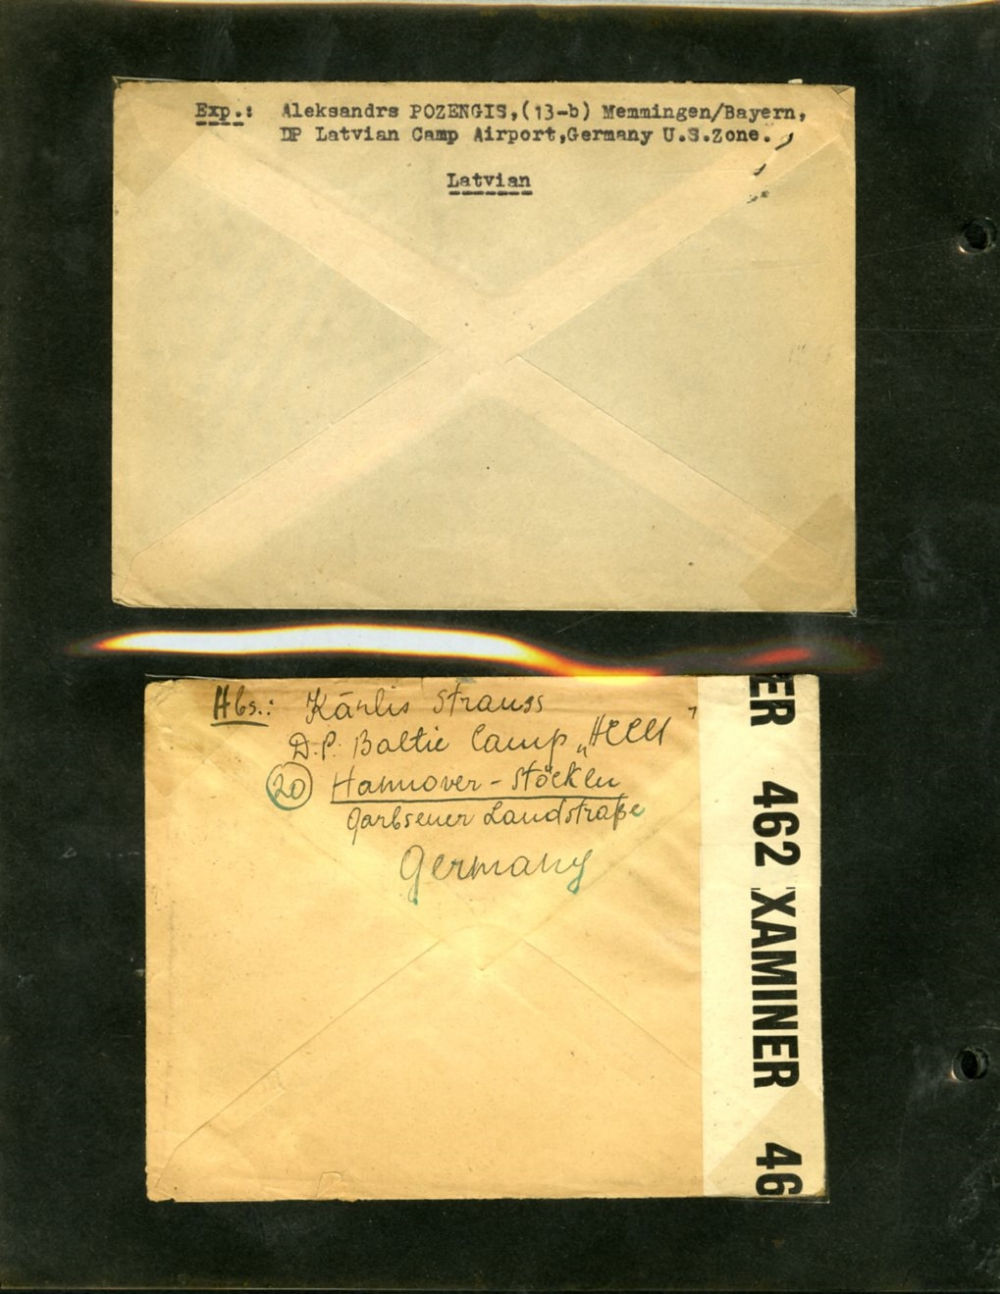 Exp.: Aleksandrs POZENGIS,(13-b) Memmingen/Bayern,
DP Latvian Camp Airport,Germany U.S.Zone.
Latvian
Abs.: Kārlis Strauss
D.P. Baltic Camp
20 Hannover - Stöcken
Garbsener Landstraße
Germany
ER 462 XAMINER 46